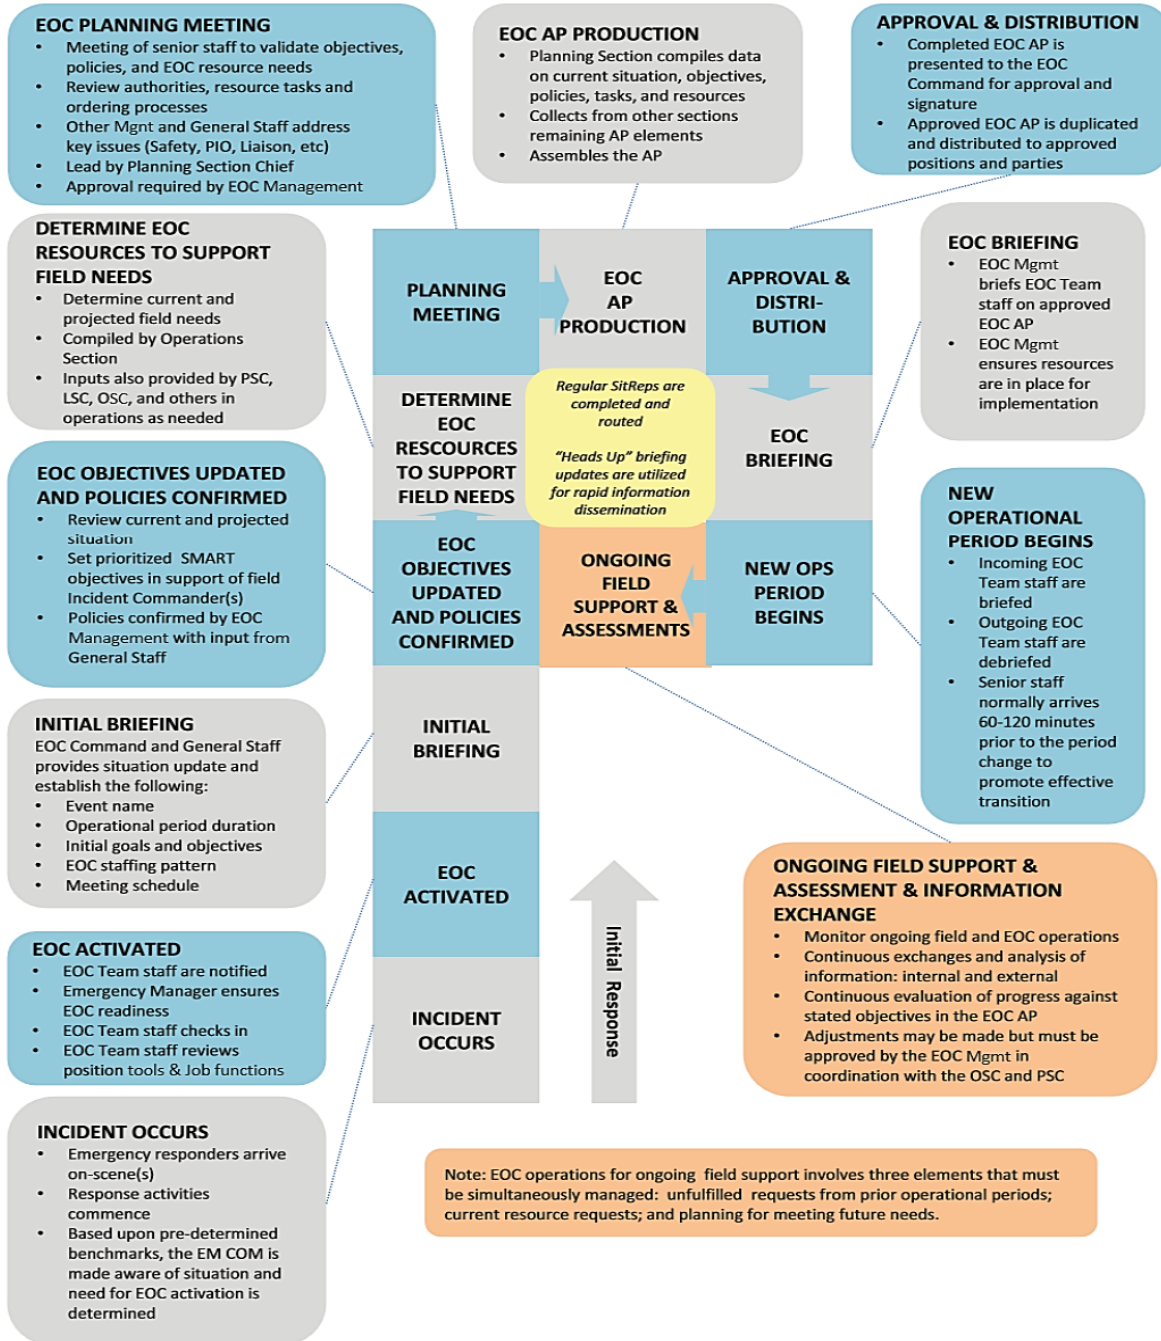 EOC PLANNING MEETING
• Meeting of senior staff to validate objectives,
policies, and EOC resource needs
• Review authorities, resource tasks and
ordering processes
• Other Mgnt and General Staff address
key issues (Safety, PIO, Liaison, etc)
• Lead by Planning Section Chief
• Approval required by EOC Management
EOC AP PRODUCTION
• Planning Section compiles data
on current situation, objectives,
policies, tasks, and resources
• Collects from other sections
remaining AP elements
• Assembles the AP
APPROVAL & DISTRIBUTION
• Completed EOC AP is
presented to the EOC
Command for approval and
signature
• Approved EOC AP is duplicated
and distributed to approved
positions and parties
DETERMINE EOC
RESOURCES TO SUPPORT
FIELD NEEDS
• Determine current and
projected field needs
• Compiled by Operations
Section
• Inputs also provided by PSC,
LSC, OSC, and others in
operations as needed
EOC OBJECTIVES UPDATED
AND POLICIES CONFIRMED
• Review current and projected
situation
• Set prioritized SMART
objectives in support of field
Incident Commander(s)
• Policies confirmed by EOC
Management with input from
General Staff
INITIAL BRIEFING
EOC Command and General Staff
provides situation update and
establish the following:
• Event name
• Operational period duration
• Initial goals and objectives
• EOC staffing pattern
• Meeting schedule
EOC ACTIVATED
• EOC Team staff are notified
• Emergency Manager ensures
EOC readiness
• EOC Team staff checks in
• EOC Team staff reviews
position tools & Job functions
INCIDENT OCCURS
• Emergency responders arrive
on-scene(s)
• Response activities
commence
• Based upon pre-determined
benchmarks, the EM COM is
made aware of situation and
need for EOC activation is
determined
PLANNING
MEETING
EOC
AP
PRODUCTION
APPROVAL &
DISTRI-
BUTION
DETERMINE
EOC
RESCOURCES
TO SUPPORT
FIELD NEEDS
Regular SitReps are
completed and
routed
“Heads Up” briefing
updates are utilized
for rapid information
dissemination
EOC
BRIEFING
EOC
OBJECTIVES
UPDATED
AND POLICIES
CONFIRMED
ONGOING
FIELD
SUPPORT &
ASSESSMENTS
NEW OPS
PERIOD
BEGINS
INITIAL
BRIEFING
EOC
ACTIVATED
INCIDENT
OCCURS
Initial Response
EOC BRIEFING
• EOC Mgmt
briefs EOC Team
staff on approved
EOC AP
• EOC Mgmt
ensures resources
are in place for
implementation
NEW
OPERATIONAL
PERIOD BEGINS
• Incoming EOC
Team staff are
briefed
• Outgoing EOC
Team staff are
debriefed
• Senior staff
normally arrives
60-120 minutes
prior to the period
change to
promote effective
transition
ONGOING FIELD SUPPORT &
ASSESSMENT & INFORMATION
EXCHANGE
• Monitor ongoing field and EOC operations
• Continuous exchanges and analysis of
information: internal and external
• Continuous evaluation of progress against
stated objectives in the EOC AP
• Adjustments may be made but must be
approved by the EOC Mgmt in
coordination with the OSC and PSC
Note: EOC operations for ongoing field support involves three elements that must
be simultaneously managed: unfulfilled requests from prior operational periods;
current resource requests; and planning for meeting future needs.